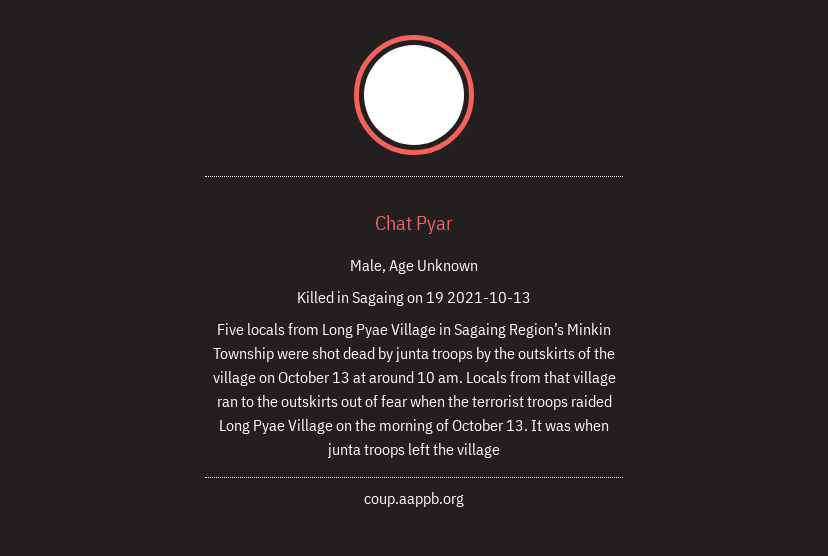 Chat Pyar
Male, Age Unknown
Killed in Sagaing on 19 2021-10-13
Five locals from Long Pyae Village in Sagaing Region’s Minkin
Township were shot dead by junta troops by the outskirts of the
village on October 13 at around 10 am. Locals from that village
ran to the outskirts out of fear when the terrorist troops raided
Long Pyae Village on the morning of October 13. It was when
junta troops left the village
coup.aappb.org